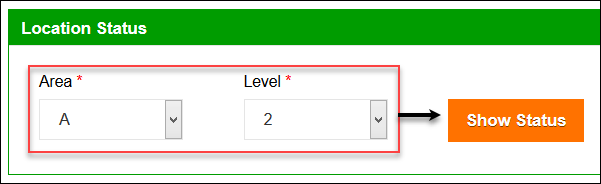 Location Status
Area * Level *
A 2 Show Status